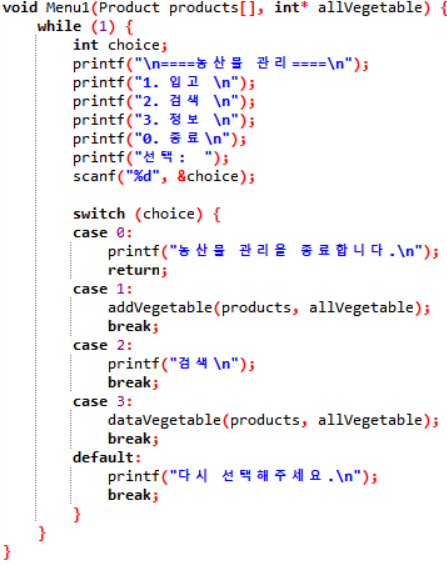 void Menu1(Product products[], int* allVegetable) {
    while (1) {
        int choice;
        printf("\n====농산물 관리====\n");
        printf("1. 입고 \n");
        printf("2. 검색 \n");
        printf("3. 정보 \n");
        printf("0. 종료\n");
        printf("선택: ");
        scanf("%d", &choice);

        switch (choice) {
        case 0:
            printf("농산물 관리을 종료합니다.\n");
            return;
        case 1:
            addVegetable(products, allVegetable);
            break;
        case 2:
            printf("검색\n");
            break;
        case 3:
            dataVegetable(products, allVegetable);
            break;
        default:
            printf("다시 선택해주세요.\n");
            break;
        }
    }
}